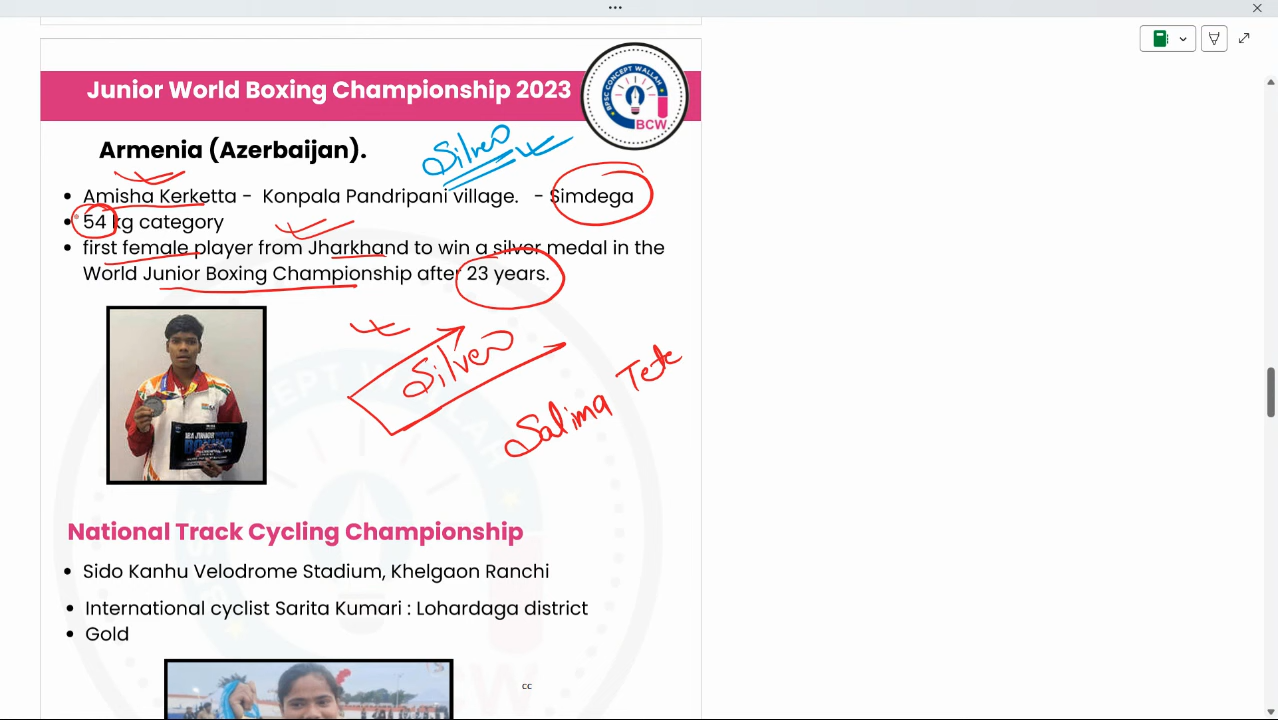 Junior World Boxing Championship 2023
BPSC CONCEPT WALLAH
BCW
Armenia (Azerbaijan).
Silver
• Amisha Kerketta - Konpala Pandripani village. - Simdega
• 54 kg category
• first female player from Jharkhand to win a silver medal in the
World Junior Boxing Championship after 23 years.
Silver
Salima Tete
National Track Cycling Championship
• Sido Kanhu Velodrome Stadium, Khelgaon Ranchi
• International cyclist Sarita Kumari : Lohardaga district
• Gold
cc